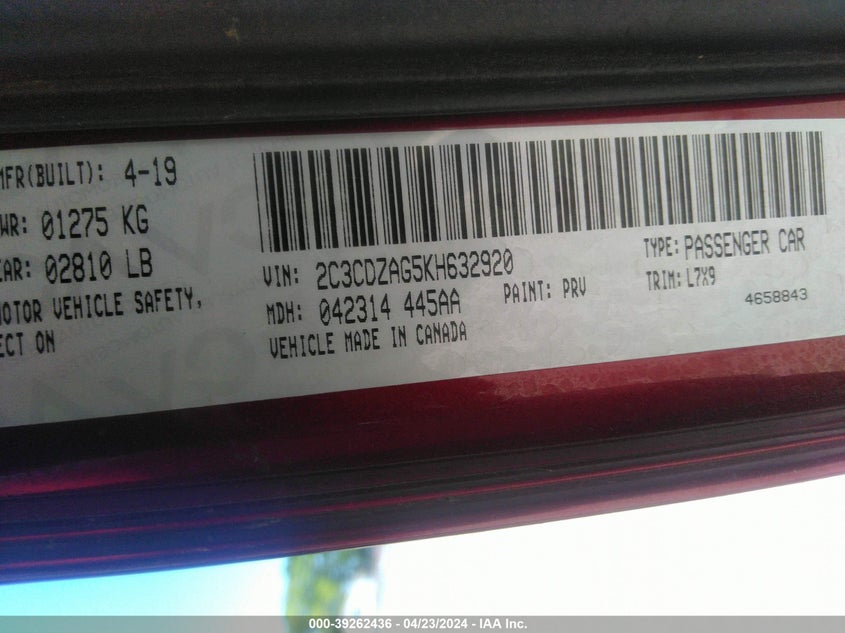 MFR(BUILT): 4-19
WR: 01275 KG
AR: 02810 LB
MOTOR VEHICLE SAFETY,
ECT ON
VIN: 2C3CDZAG5KH632920
MDH: 042314 445AA
PAINT: PRV
VEHICLE MADE IN CANADA
TYPE: PASSENGER CAR
TRIM: L7X9
4658843
000-39262436 - 04/23/2024 - IAA Inc.